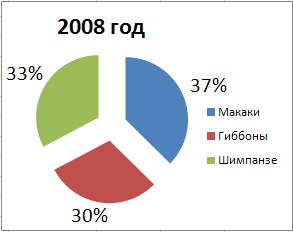 2008 год
33%
37%
30%
Макаки
Гиббоны
Шимпанзе